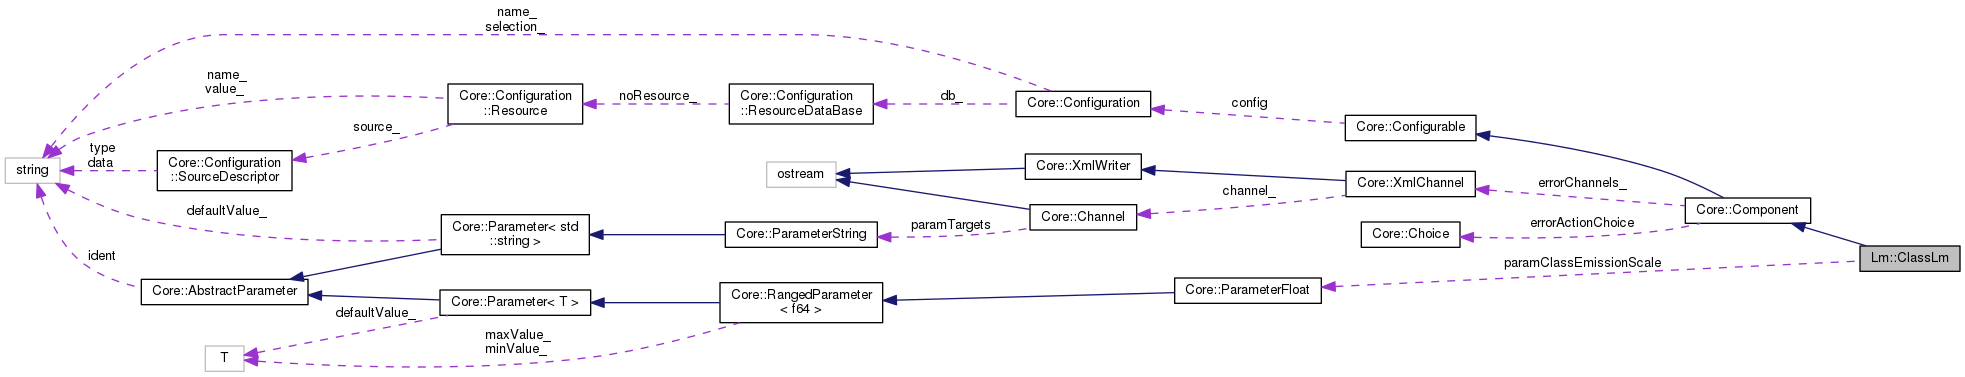 name_
selection_
name_
value_
Core::Configuration
::Resource
noResource_
Core::Configuration
::ResourceDataBase
db_
Core::Configuration
config
Core::Configurable
source_
type
data
string
Core::Configuration
::SourceDescriptor
ostream
Core::XmlWriter
Core::XmlChannel
errorChannels_
channel_
Core::Component
defaultValue_
Core::Parameter< std
::string >
Core::ParameterString
paramTargets
Core::Channel
Core::Choice
errorActionChoice
ident
Lm::ClassLm
paramClassEmissionScale
Core::AbstractParameter
Core::Parameter< T >
Core::RangedParameter
< f64 >
Core::ParameterFloat
defaultValue_
maxValue_
minValue_
T